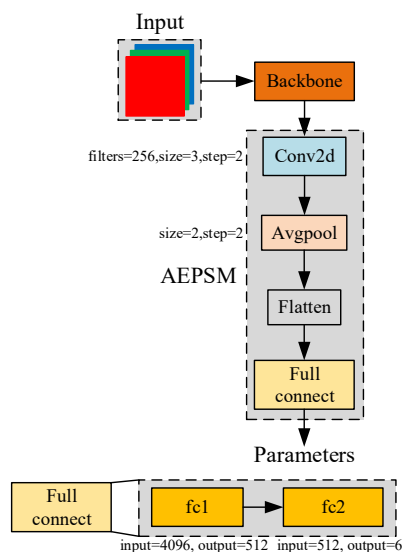 Input
Backbone
filters=256,size=3,step=2
Conv2d
size=2,step=2
Avgpool
AEPSM
Flatten
Full
connect
Parameters
Full
connect
fc1
fc2
input=4096, output=512
input=512, output=6